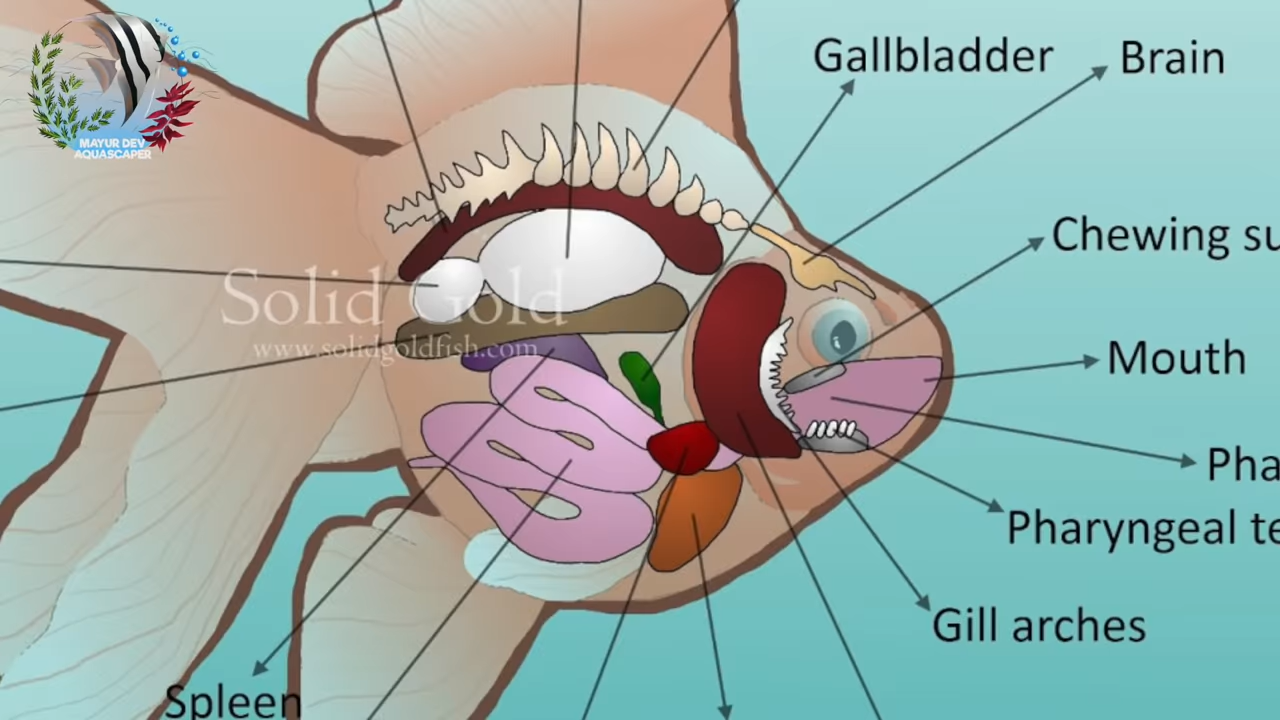 MAYUR DEV
AQUASCAPER
Gallbladder
Brain
Chewing su
Solid Gold
www.solidgoldfish.com
Mouth
Pha
Pharyngeal te
Gill arches
Spleen